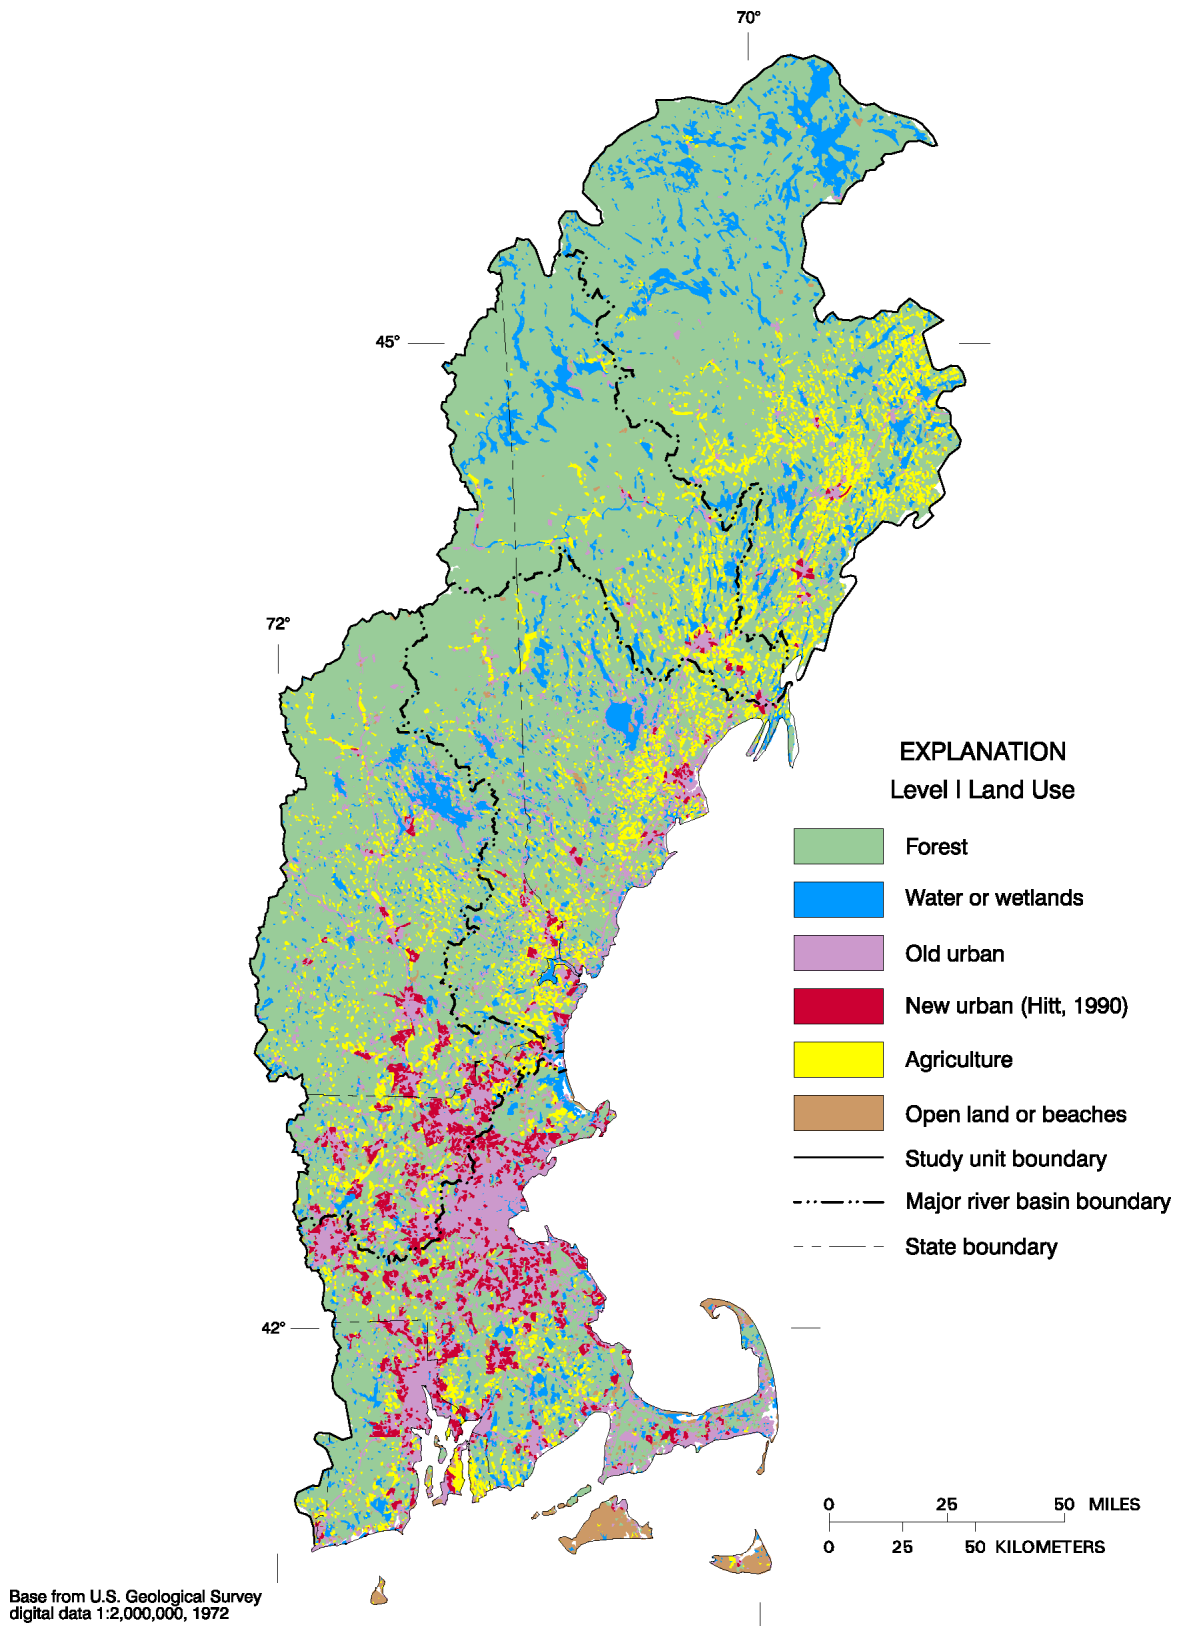 70°
45°
72°
EXPLANATION
Level I Land Use
Forest
Water or wetlands
Old urban
New urban (Hitt, 1990)
Agriculture
Open land or beaches
Study unit boundary
Major river basin boundary
State boundary
42°
0 25 50 MILES
0 25 50 KILOMETERS
Base from U.S. Geological Survey
digital data 1:2,000,000, 1972